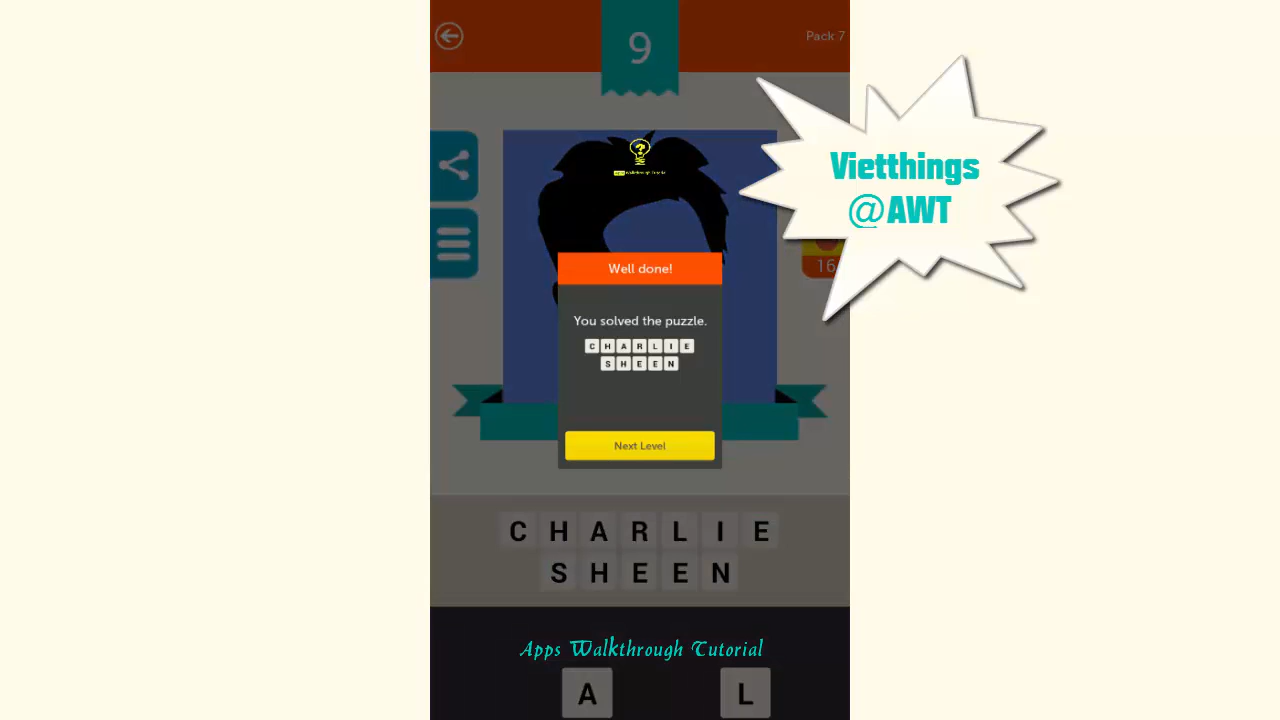 9
Pack 7
Vietthings
@AWT
16
Well done!
You solved the puzzle.
CHARLIE
SHEEN
Next Level
CHARLIE
SHEEN
Apps Walkthrough Tutorial
A L